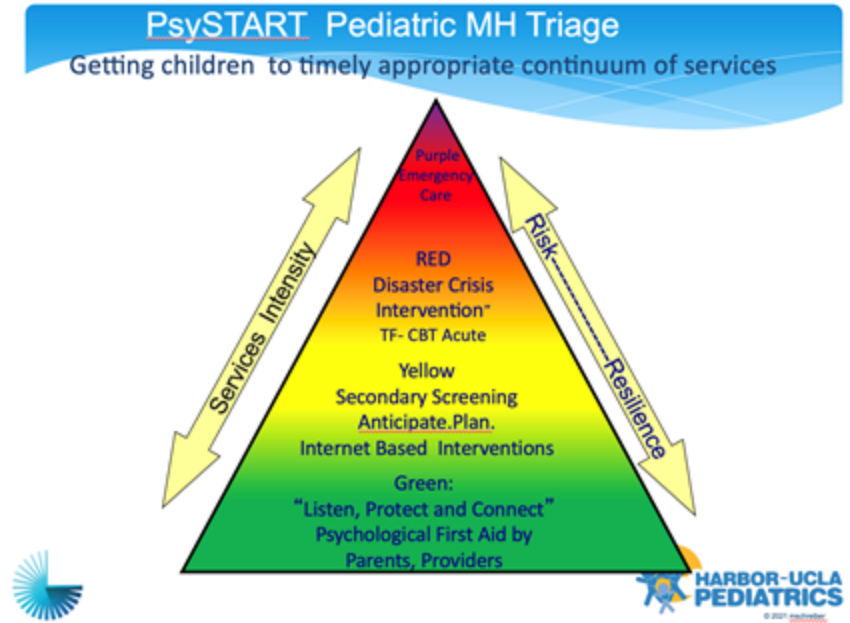 PsySTART Pediatric MH Triage
Getting children to timely appropriate continuum of services
Purple
Emergency
Care
RED
Disaster Crisis
Intervention"
TF- CBT Acute
Yellow
Secondary Screening
Anticipate.Plan.
Internet Based Interventions
Green:
“Listen, Protect and Connect”
Psychological First Aid by
Parents, Providers
Services Intensity
Risk------------Resilience
HARBOR-UCLA
PEDIATRICS
© 2021 mschreiber